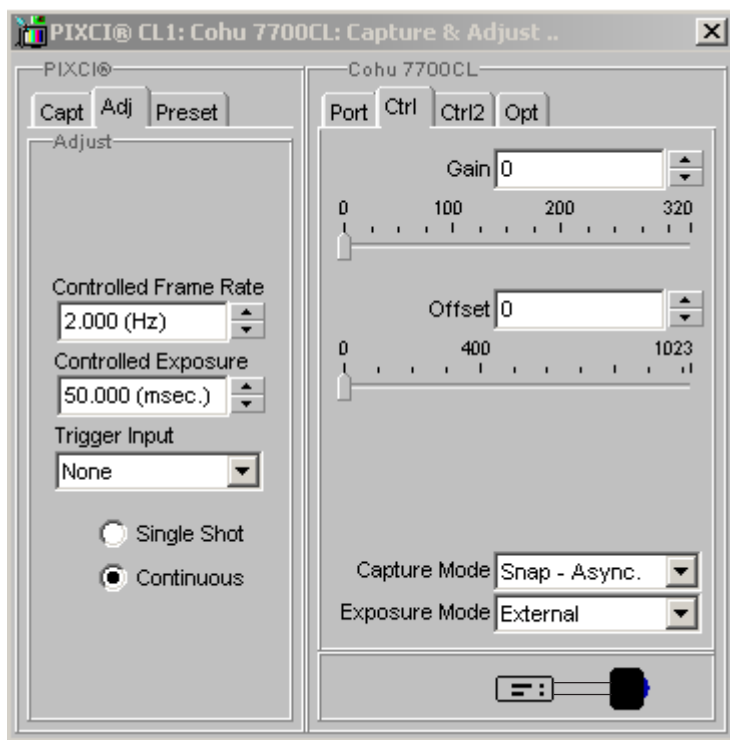 PIXCI® CL1: Cohu 7700CL: Capture & Adjust ..
PIXCI®
Capt Adj Preset
Adjust
Controlled Frame Rate
2.000 (Hz)
Controlled Exposure
50.000 (msec.)
Trigger Input
None
Single Shot
Continuous
Cohu 7700CL
Port Ctrl Ctrl2 Opt
Gain 0
0 100 200 320
Offset 0
0 400 1023
Capture Mode Snap - Async.
Exposure Mode External